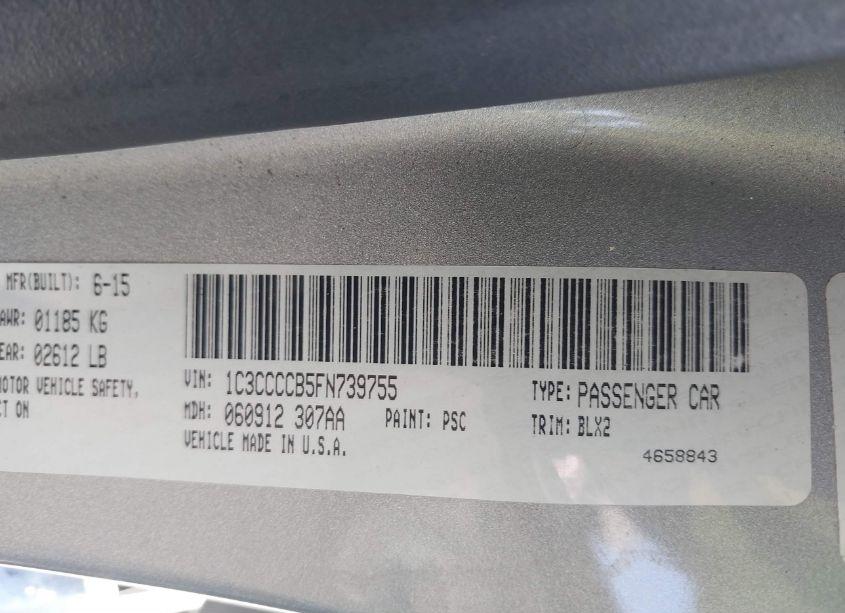 MFR(BUILT): 6-15
AWR: 01185 KG
EAR: 02612 LB
MOTOR VEHICLE SAFETY,
CT ON
VIN: 1C3CCCCB5FN739755
TYPE: PASSENGER CAR
MDH: 060912 307AA PAINT: PSC
TRIM: BLX2
VEHICLE MADE IN U.S.A.
4658843